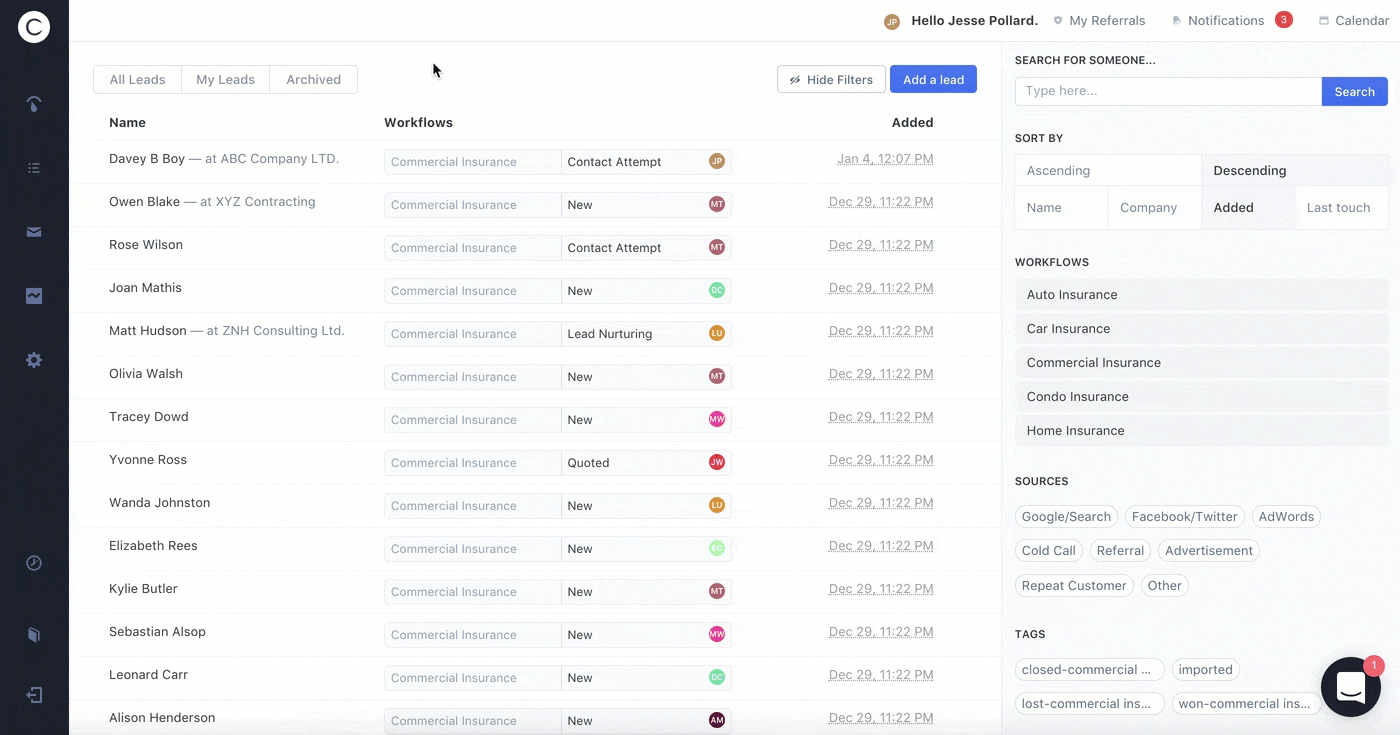 C
JP Hello Jesse Pollard. My Referrals Notifications 3 Calendar
All Leads My Leads Archived Hide Filters Add a lead
Name Workflows Added
Davey B Boy — at ABC Company LTD. Commercial Insurance Contact Attempt JP Jan 4, 12:07 PM
Owen Blake — at XYZ Contracting Commercial Insurance New MT Dec 29, 11:22 PM
Rose Wilson Commercial Insurance Contact Attempt MT Dec 29, 11:22 PM
Joan Mathis Commercial Insurance New DC Dec 29, 11:22 PM
Matt Hudson — at ZNH Consulting Ltd. Commercial Insurance Lead Nurturing LU Dec 29, 11:22 PM
Olivia Walsh Commercial Insurance New MT Dec 29, 11:22 PM
Tracey Dowd Commercial Insurance New MW Dec 29, 11:22 PM
Yvonne Ross Commercial Insurance Quoted JW Dec 29, 11:22 PM
Wanda Johnston Commercial Insurance New LU Dec 29, 11:22 PM
Elizabeth Rees Commercial Insurance New Dec 29, 11:22 PM
Kylie Butler Commercial Insurance New MT Dec 29, 11:22 PM
Sebastian Alsop Commercial Insurance New MW Dec 29, 11:22 PM
Leonard Carr Commercial Insurance New DC Dec 29, 11:22 PM
Alison Henderson Commercial Insurance New AM Dec 29, 11:22 PM
SEARCH FOR SOMEONE...
Type here... Search
SORT BY
Ascending Descending
Name Company Added Last touch
WORKFLOWS
Auto Insurance
Car Insurance
Commercial Insurance
Condo Insurance
Home Insurance
SOURCES
Google/Search Facebook/Twitter AdWords
Cold Call Referral Advertisement
Repeat Customer Other
TAGS
closed-commercial ... imported
lost-commercial ins... won-commercial ins...
1